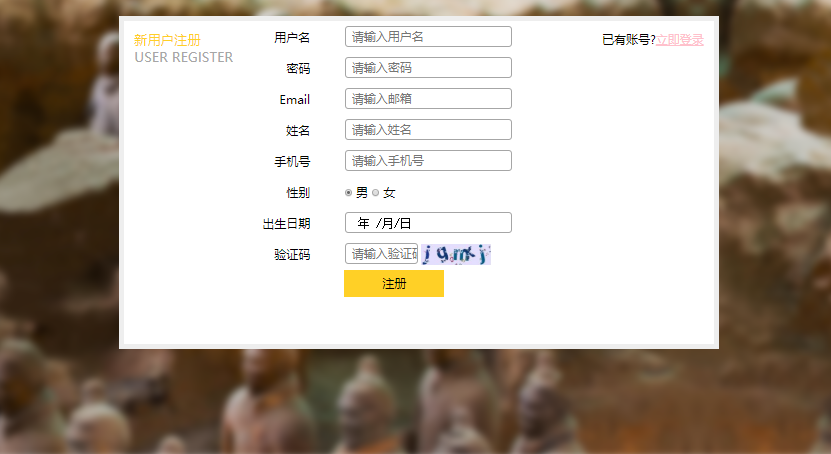 新用户注册
USER REGISTER
用户名 请输入用户名
已有账号?立即登录
密码 请输入密码
Email 请输入邮箱
姓名 请输入姓名
手机号 请输入手机号
性别 男 女
出生日期 年 /月/日
验证码 请输入验证码
注册